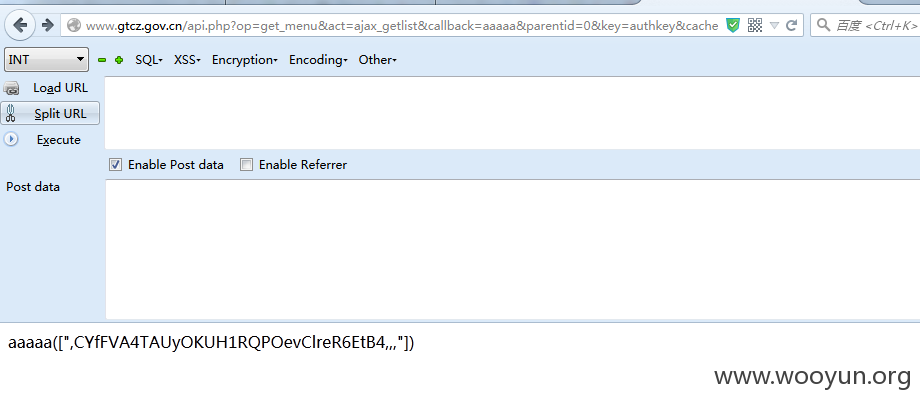 www.gtcz.gov.cn/api.php?op=get_menu&act=ajax_getlist&callback=aaaaa&parentid=0&key=authkey&cache
百度 <Ctrl+K>
INT SQL XSS Encryption Encoding Other
Load URL
Split URL
Execute
Enable Post data Enable Referrer
Post data
aaaaa([",CYfFVA4TAUyOKUH1RQPOevClreR6EtB4,,,"])
www.wooyun.org